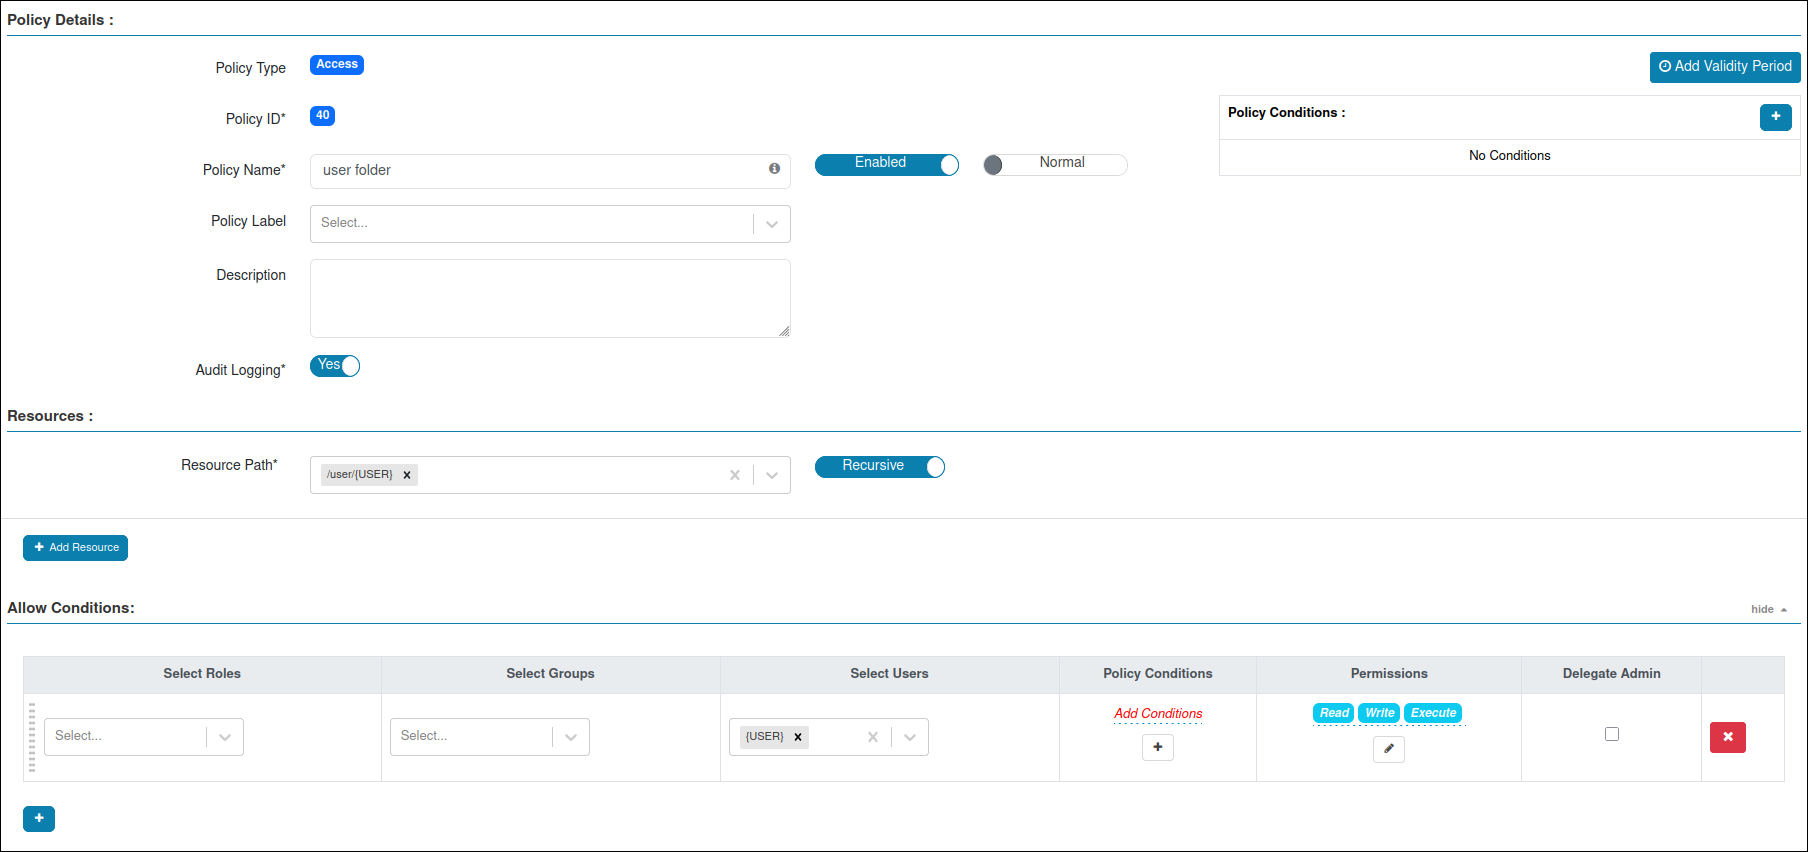 Policy Details :
Policy Type
Access
Add Validity Period
Policy ID*
40
Policy Conditions :
No Conditions
Policy Name*
user folder
Enabled
Normal
Policy Label
Select...
Description
Audit Logging*
Yes
Resources :
Resource Path*
/user/{USER}
Recursive
Add Resource
Allow Conditions:
hide
Select Roles
Select Groups
Select Users
Policy Conditions
Permissions
Delegate Admin
Select...
Select...
{USER}
Add Conditions
Read Write Execute